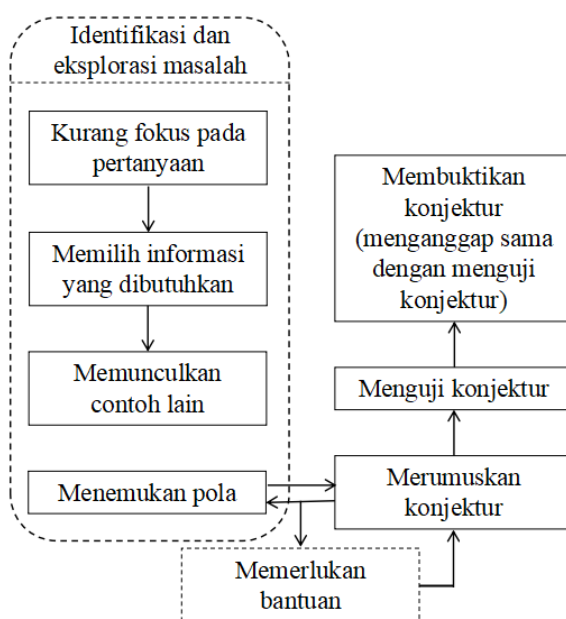 Identifikasi dan
eksplorasi masalah
Kurang fokus pada
pertanyaan
Memilih informasi
yang dibutuhkan
Memunculkan
contoh lain
Menemukan pola
Membuktikan
konjektur
(menganggap sama
dengan menguji
konjektur)
Menguji konjektur
Merumuskan
konjektur
Memerlukan
bantuan